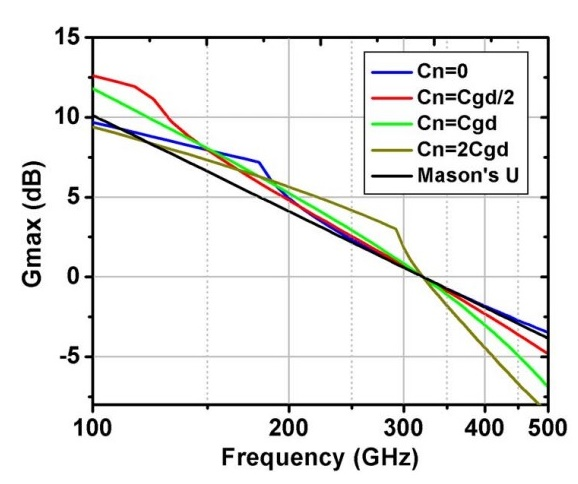 15
10
5
0
-5
Gmax (dB)
Cn=0
Cn=Cgd/2
Cn=Cgd
Cn=2Cgd
Mason's U
100
200
300
400
500
Frequency (GHz)